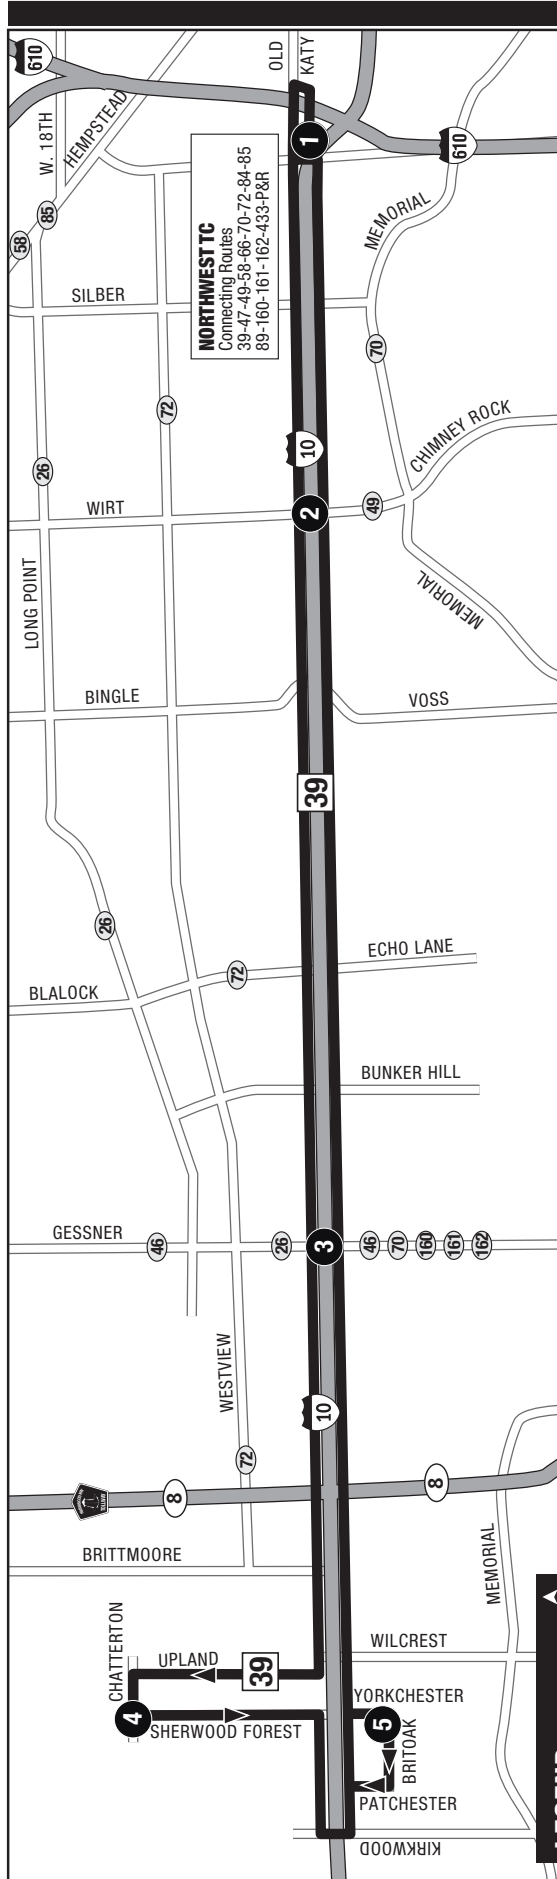 OLD
KATY
610
W. 18TH
HEMPSTEAD
1
610
NORTHWEST TC
Connecting Routes
39-47-49-58-66-70-72-84-85
89-160-161-162-433-P&R
MEMORIAL
58
85
SILBER
70
72
26
10
CHIMNEY ROCK
WIRT
2
49
LONG POINT
MEMORIAL
BINGLE
VOSS
39
26
BLALOCK
72
ECHO LANE
BUNKER HILL
GESSNER
46
26
3
46
70
160
161
162
WESTVIEW
10
72
8
8
BRITTMOORE
MEMORIAL
CHATTERTON
UPLAND
39
WILCREST
4
SHERWOOD FOREST
YORKCHESTER
5
BRITOAK
PATCHESTER
KIRKWOOD